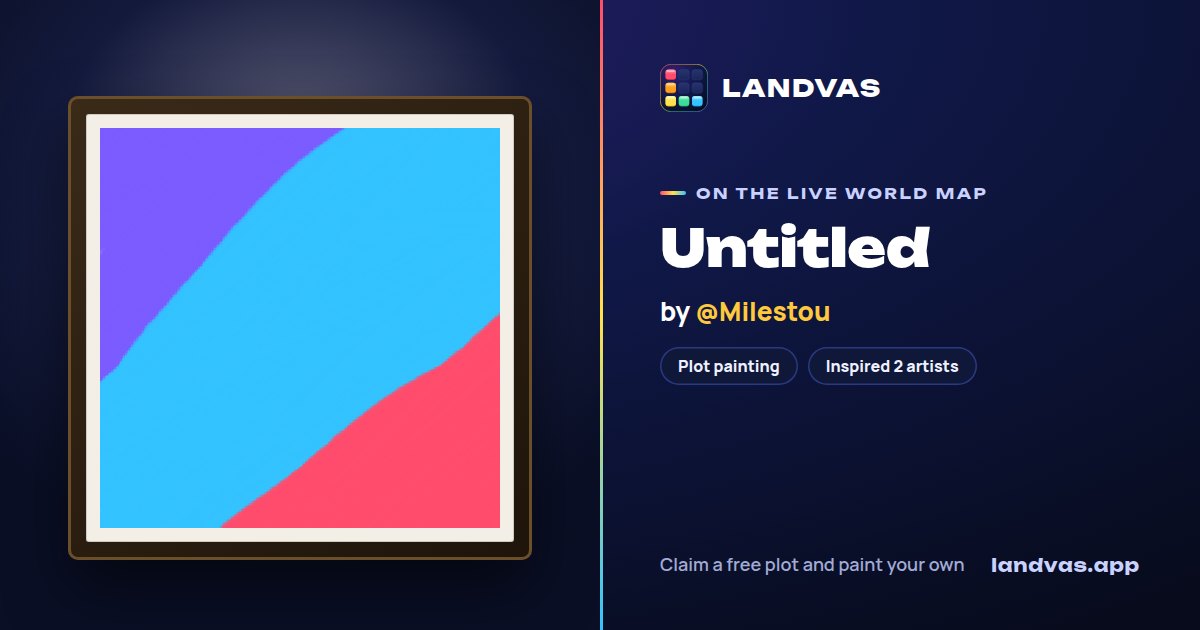 LANDVAS
ON THE LIVE WORLD MAP
Untitled
by @Milestou
Plot painting
Inspired 2 artists
Claim a free plot and paint your own
landvas.app